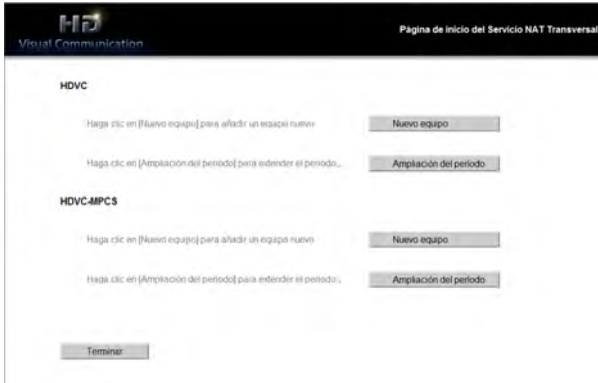 HD
Visual Communication
Página de inicio del Servicio NAT Transversal
HDVC
Haga clic en [Nuevo equipo] para añadir un equipo nuevo
Nuevo equipo
Haga clic en [Ampliación del periodo] para extender el periodo..
Ampliación del periodo
HDVC-MPCS
Haga clic en [Nuevo equipo] para añadir un equipo nuevo
Nuevo equipo
Haga clic en [Ampliación del periodo] para extender el periodo..
Ampliación del periodo
Terminar